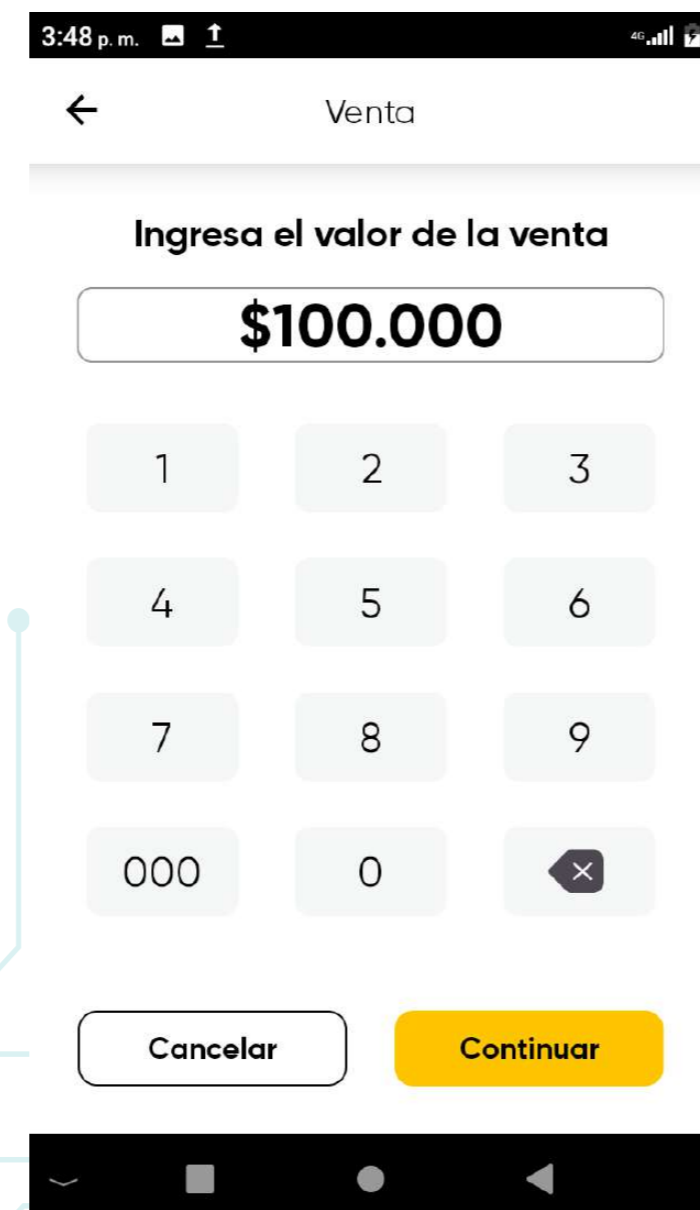 3:48 p. m. 4G
Venta
Ingresa el valor de la venta
$100.000
1 2 3
4 5 6
7 8 9
000 0
Cancelar Continuar